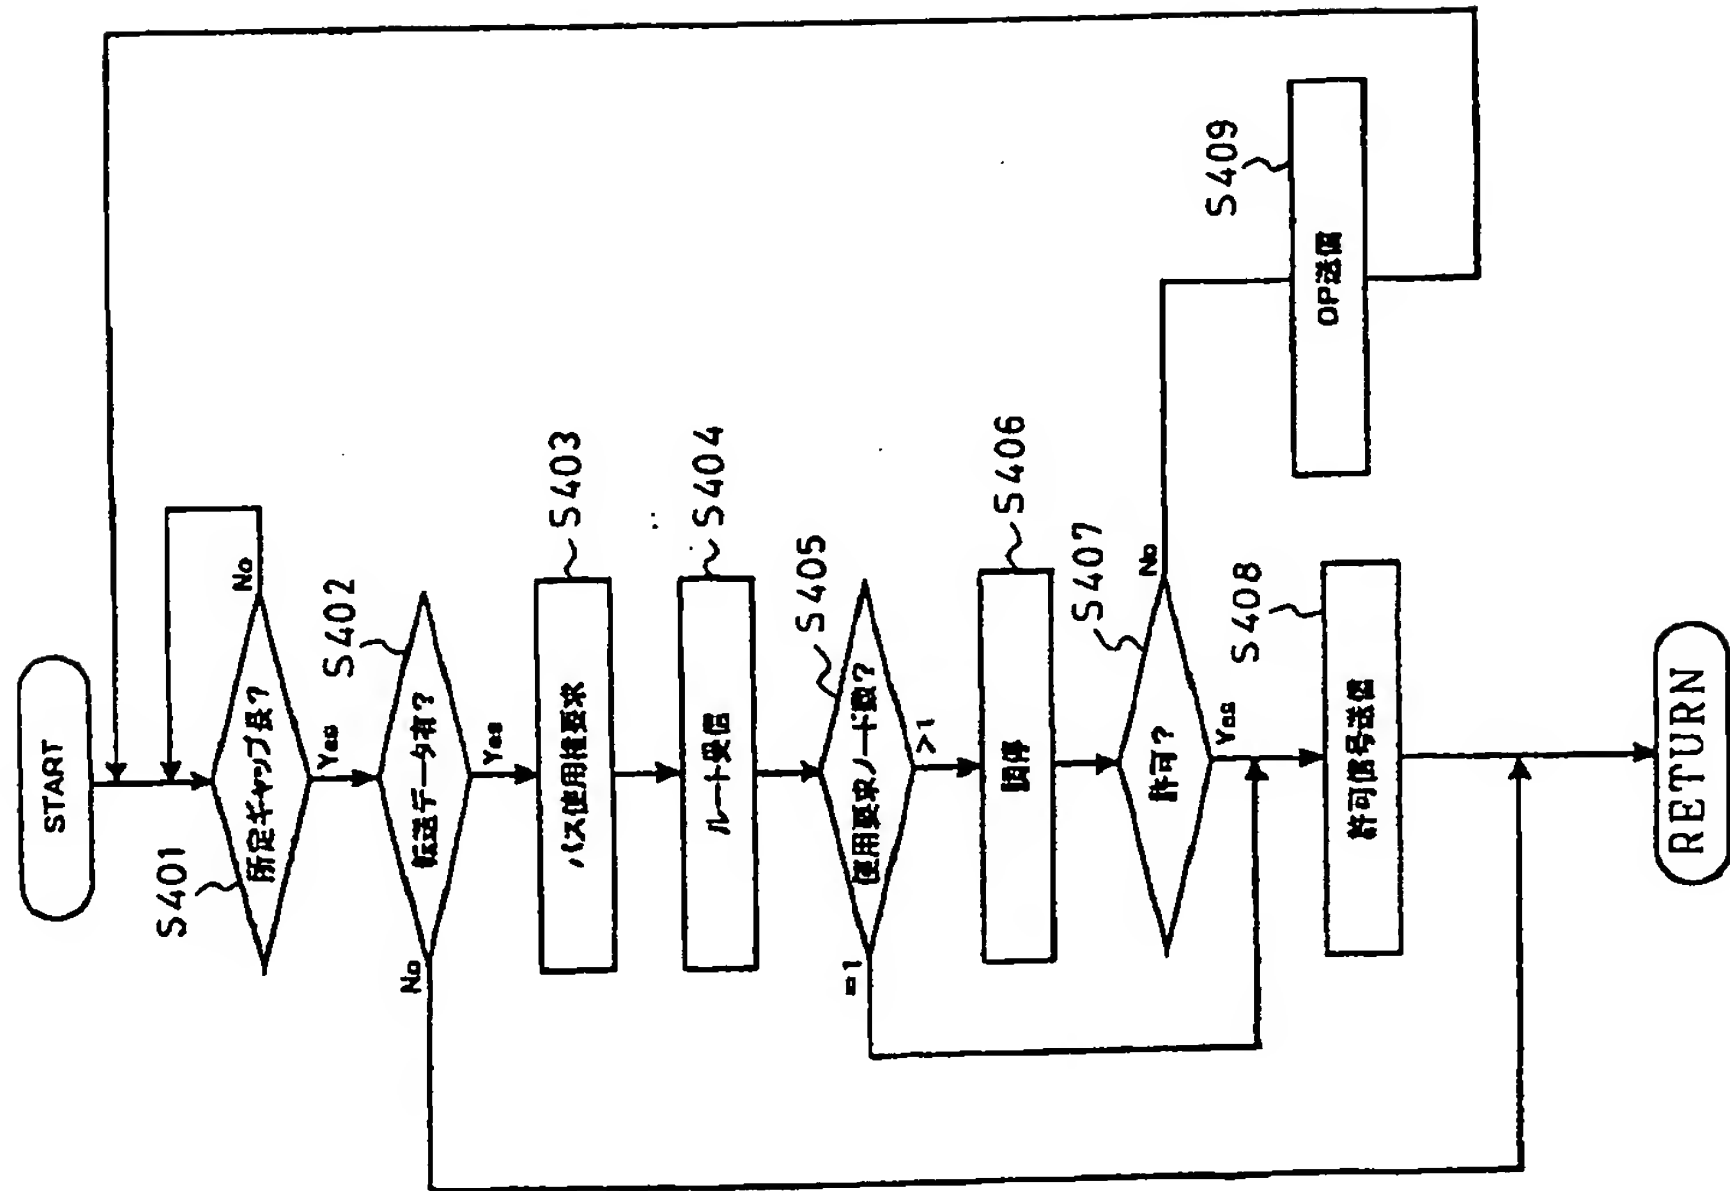 START
S401
所定ギャップ長?
No
Yes
S402
転送データ有?
No
Yes
S403
バス使用権要求
S404
ルート受信
S405
使用要求ノード数?
=1
>1
S406
調停
S407
許可?
No
Yes
S408
許可信号送信
S409
DP送信
RETURN